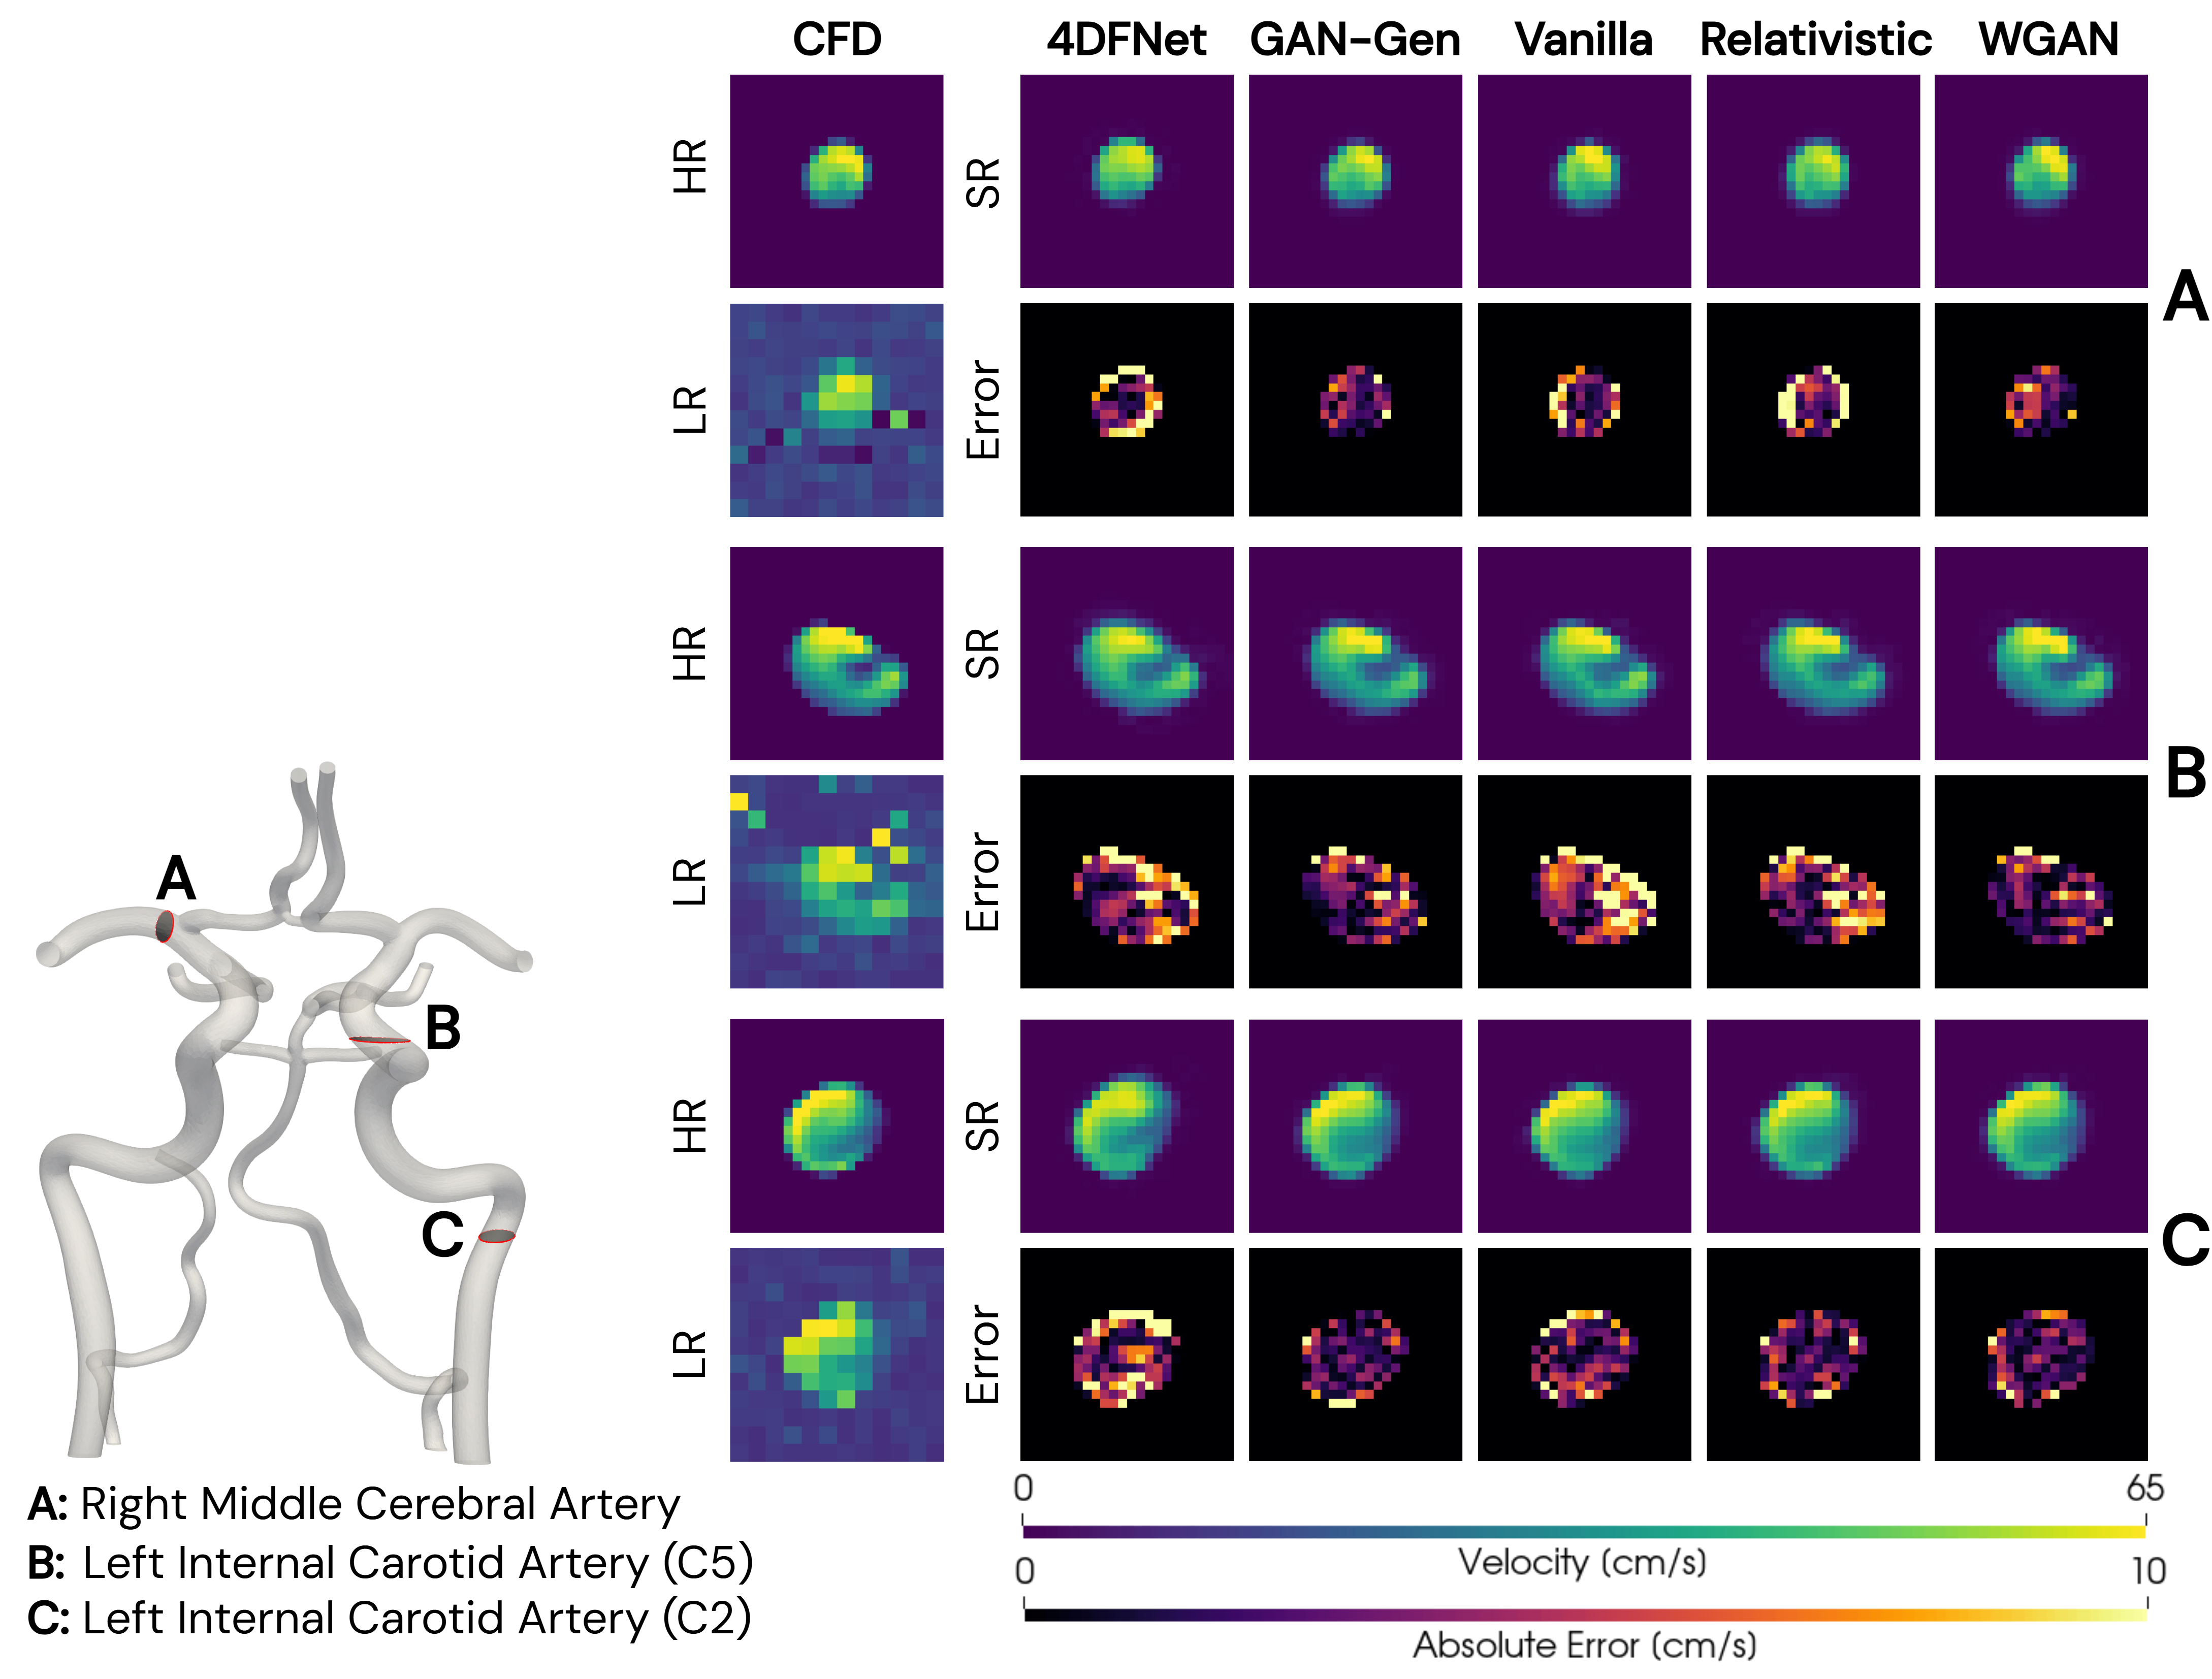 CFD 4DFNet GAN-Gen Vanilla Relativistic WGAN
HR SR
A
LR Error
HR SR
B
LR Error
A
B
HR SR
C
C
LR Error
A: Right Middle Cerebral Artery
B: Left Internal Carotid Artery (C5)
C: Left Internal Carotid Artery (C2)
0 65
Velocity (cm/s)
0 10
Absolute Error (cm/s)